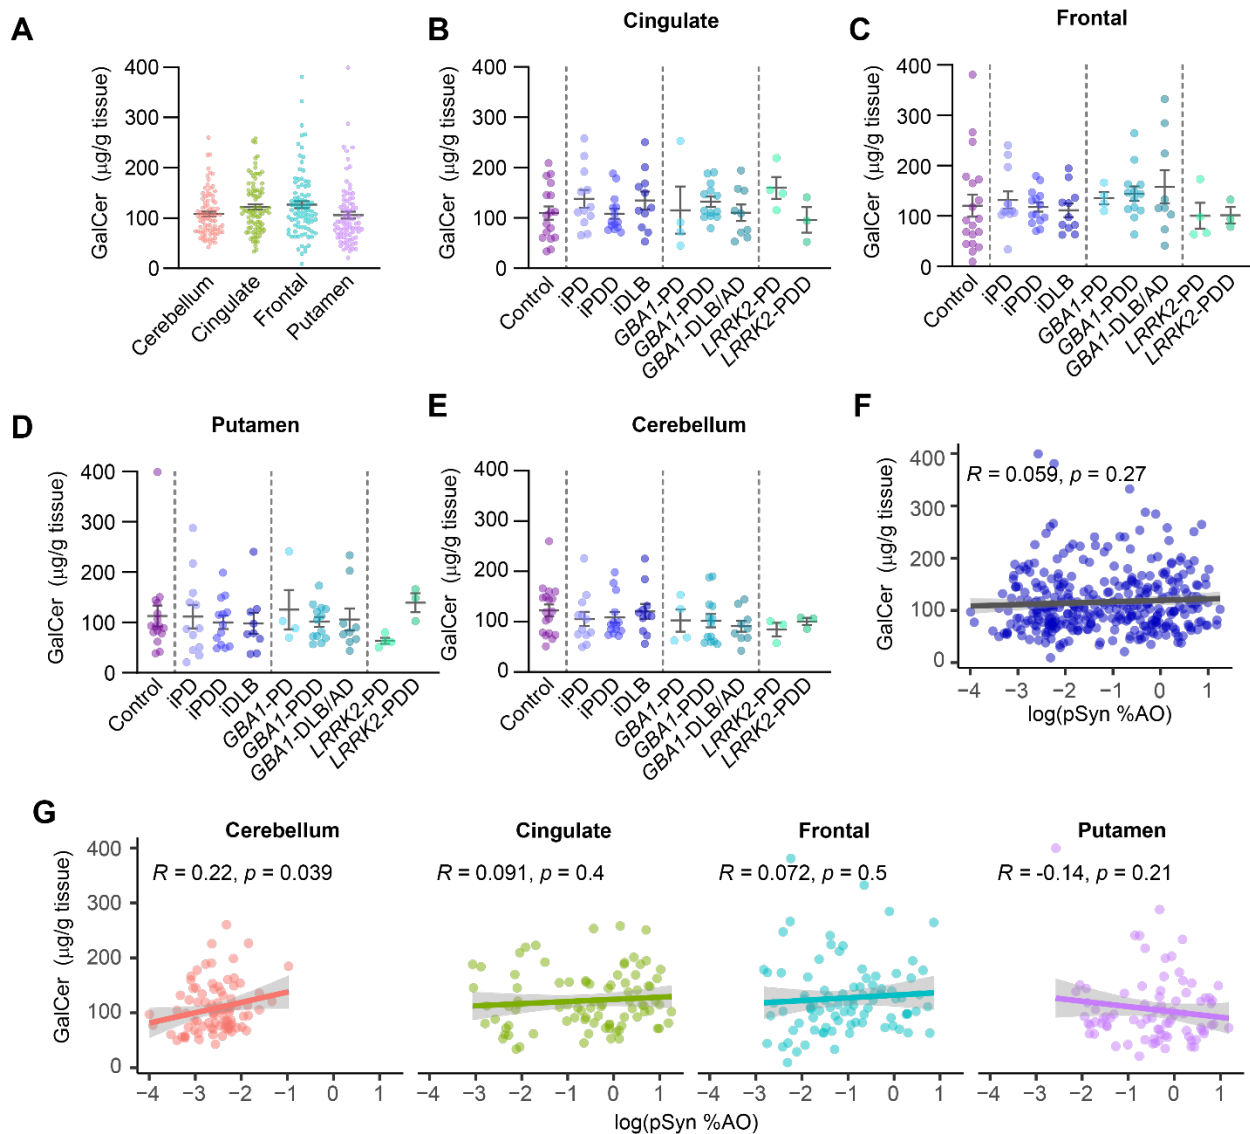 A
GalCer (μg/g tissue)
400
300
200
100
0
Cerebellum
Cingulate
Frontal
Putamen
B
Cingulate
GalCer (μg/g tissue)
400
300
200
100
0
Control
iPD
iPDD
iDLB
GBA1-PD
GBA1-PDD
GBA1-DLB/AD
LRRK2-PD
LRRK2-PDD
C
Frontal
GalCer (μg/g tissue)
400
300
200
100
0
Control
iPD
iPDD
iDLB
GBA1-PD
GBA1-PDD
GBA1-DLB/AD
LRRK2-PD
LRRK2-PDD
D
Putamen
GalCer (μg/g tissue)
400
300
200
100
0
Control
iPD
iPDD
iDLB
GBA1-PD
GBA1-PDD
GBA1-DLB/AD
LRRK2-PD
LRRK2-PDD
E
Cerebellum
GalCer (μg/g tissue)
400
300
200
100
0
Control
iPD
iPDD
iDLB
GBA1-PD
GBA1-PDD
GBA1-DLB/AD
LRRK2-PD
LRRK2-PDD
F
GalCer (μg/g tissue)
400
300
200
100
0
R = 0.059, p = 0.27
−4 −3 −2 −1 0 1
log(pSyn %AO)
G
GalCer (μg/g tissue)
400
300
200
100
0
Cerebellum
R = 0.22, p = 0.039
−4 −3 −2 −1 0 1
Cingulate
R = 0.091, p = 0.4
−4 −3 −2 −1 0 1
Frontal
R = 0.072, p = 0.5
−4 −3 −2 −1 0 1
Putamen
R = -0.14, p = 0.21
−4 −3 −2 −1 0 1
log(pSyn %AO)